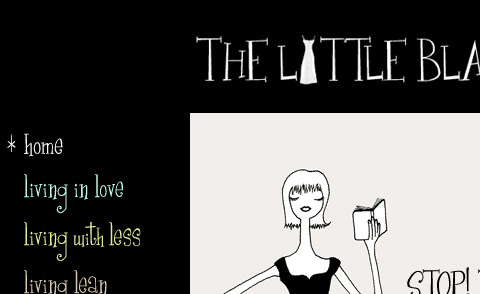 THE LITTLE BLA
* home
living in love
living with less
living lean
STOP!